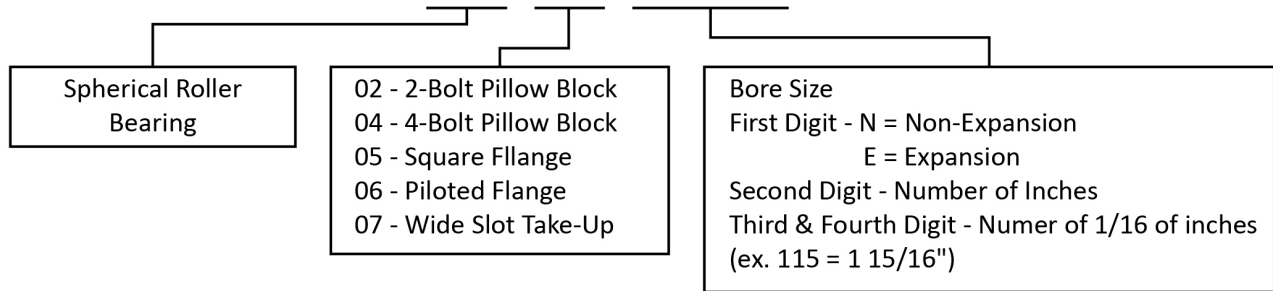 Spherical Roller
Bearing
02 - 2-Bolt Pillow Block
04 - 4-Bolt Pillow Block
05 - Square Fllange
06 - Piloted Flange
07 - Wide Slot Take-Up
Bore Size
First Digit - N = Non-Expansion
E = Expansion
Second Digit - Number of Inches
Third & Fourth Digit - Numer of 1/16 of inches
(ex. 115 = 1 15/16")